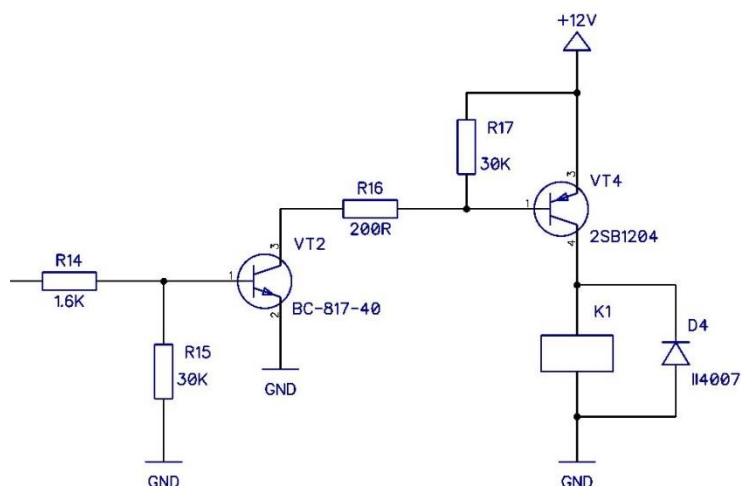 +12V
R17
30K
3
VT4
R16
1
200R
2SB1204
4
3
VT2
R14
1
1.6K
BC-817-40
2
K1
D4
R15
30K
GND
II4007
GND
GND